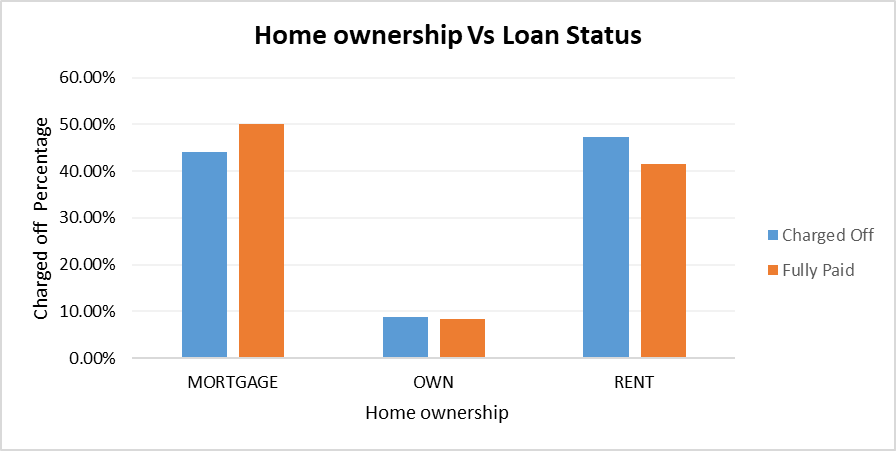 Home ownership Vs Loan Status
60.00%
50.00%
40.00%
30.00%
20.00%
10.00%
0.00%
Charged off  Percentage
MORTGAGE
OWN
RENT
Home ownership
Charged Off
Fully Paid